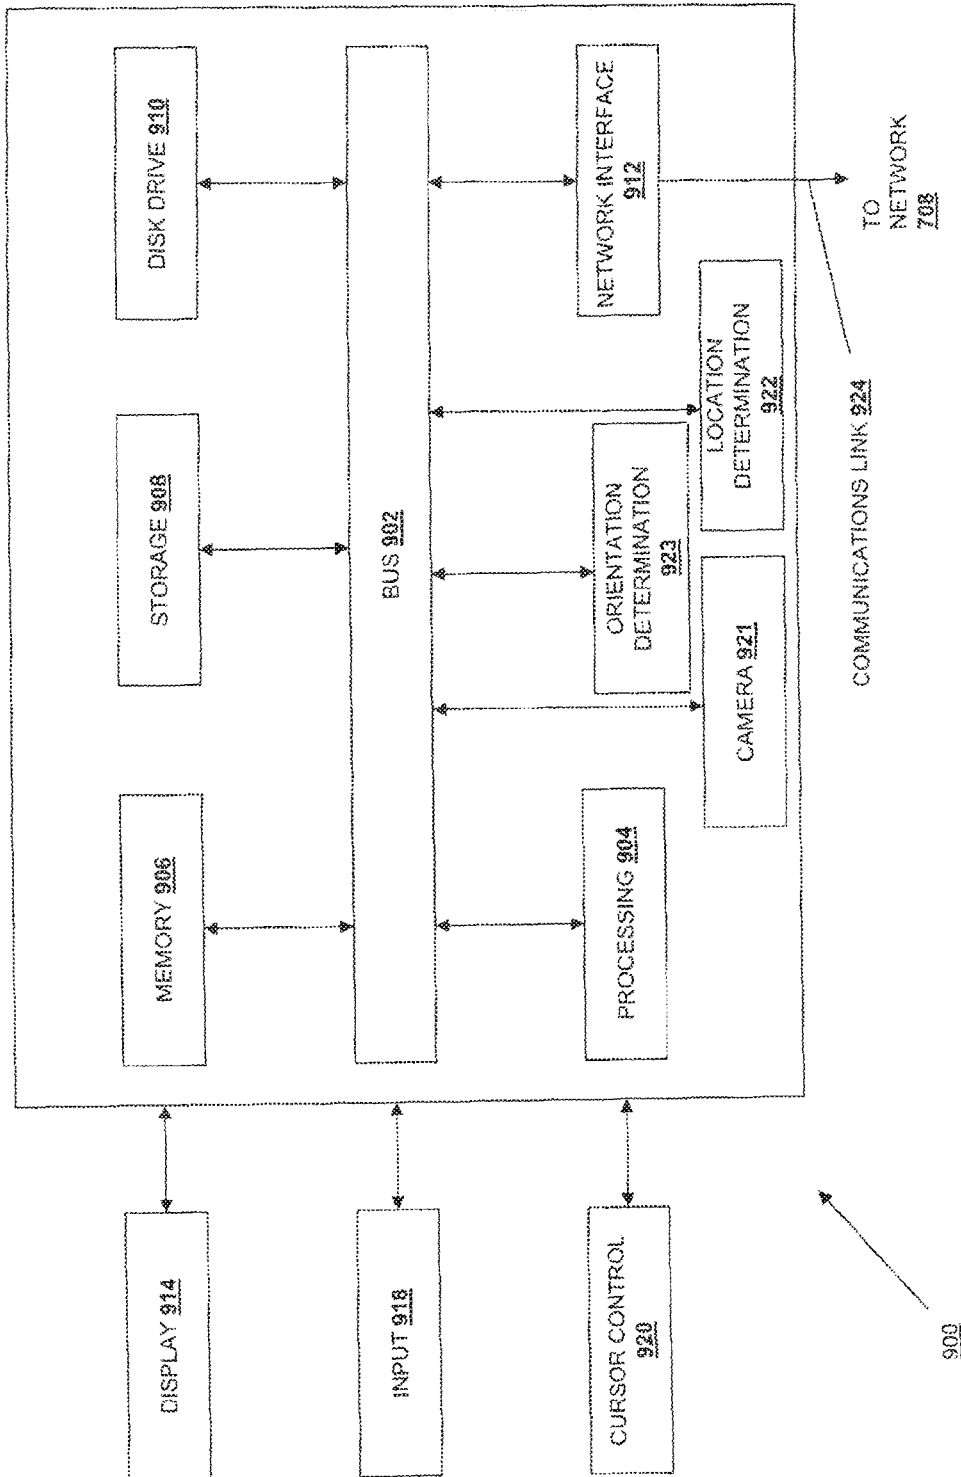 DISPLAY 914
INPUT 918
CURSOR CONTROL
920
MEMORY 906
STORAGE 908
DISK DRIVE 910
BUS 902
PROCESSING 904
CAMERA 921
ORIENTATION
DETERMINATION
923
LOCATION
DETERMINATION
922
NETWORK INTERFACE
912
COMMUNICATIONS LINK 924
TO
NETWORK
708
900